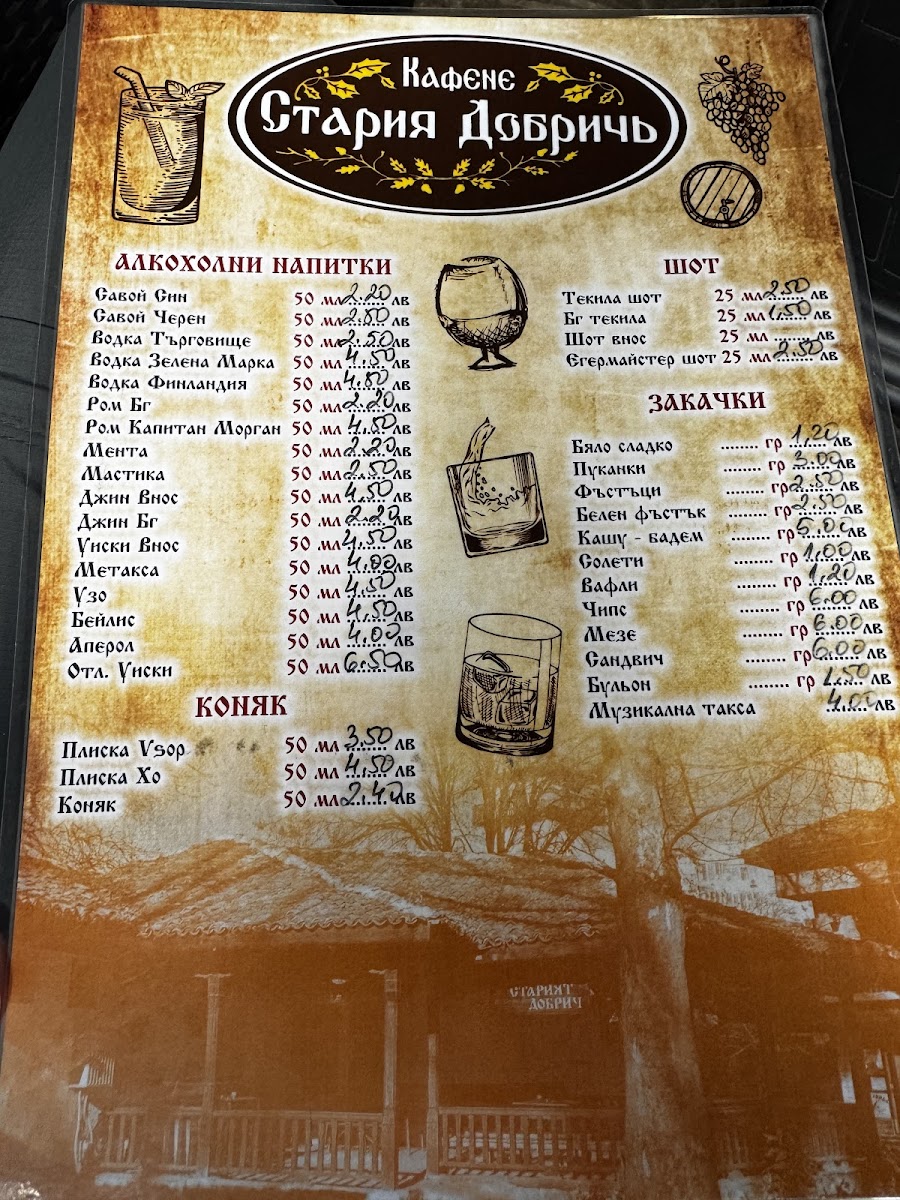 Кафене
Стария Добричь
АЛКОХОЛНИ НАПИТКИ
Савой Син 50 мл 2.20 лв
Савой Черен 50 мл 2.80 лв
Водка Търговище 50 мл 2.50 лв
Водка Зелена Марка 50 мл 4.50 лв
Водка Финландия 50 мл 4.50 лв
Ром Бг 50 мл 2.20 лв
Ром Капитан Морган 50 мл 4.50 лв
Мента 50 мл 2.20 лв
Мастика 50 мл 2.50 лв
Джин Внос 50 мл 4.50 лв
Джин Бг 50 мл 2.20 лв
Уиски Внос 50 мл 4.50 лв
Метакса 50 мл 4.00 лв
Узо 50 мл 4.50 лв
Бейлис 50 мл 4.50 лв
Аперол 50 мл 4.00 лв
Отл. Уиски 50 мл 6.50 лв
КОНЯК
Плиска Vsop 50 мл 3.50 лв
Плиска Хо 50 мл 4.50 лв
Коняк 50 мл 2.40 лв
ШОТ
Текила шот 25 мл 2.50 лв
Бг текила 25 мл 1.50 лв
Шот внос 25 мл ....... лв
Егермайстер шот 25 мл 2.50 лв
ЗАКАЧКИ
Бяло сладко ........ гр 1.20 лв
Пуканки ........ гр 3.00 лв
Фъстъци ........ гр 2.50 лв
Белен фъстък ........ гр 2.50 лв
Кашу - бадем ........ гр 5.00 лв
Солети ........ гр 1.00 лв
Вафли ........ гр 1.20 лв
Чипс ........ гр 6.00 лв
Мезе ........ гр 6.00 лв
Сандвич ........ гр 6.00 лв
Бульон ........ гр 1.50 лв
Музикална такса 4.00 лв
СТАРИЯТ
ДОБРИЧ